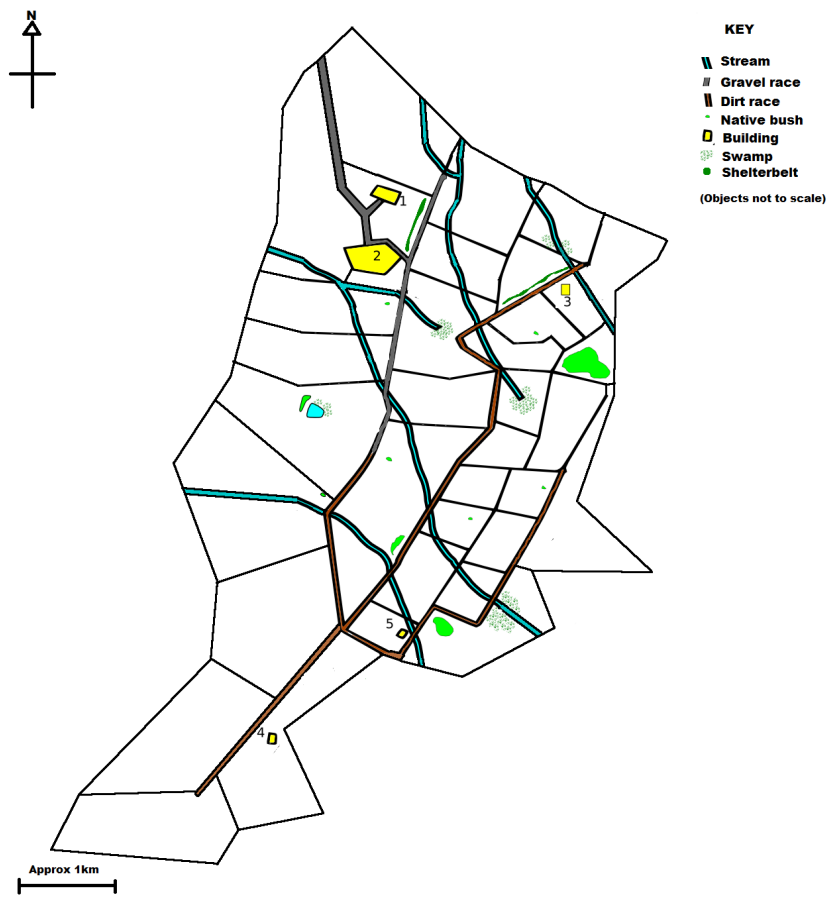 N
KEY
Stream
Gravel race
Dirt race
Native bush
Building
Swamp
Shelterbelt
(Objects not to scale)
1
2
3
5
4
Approx 1km